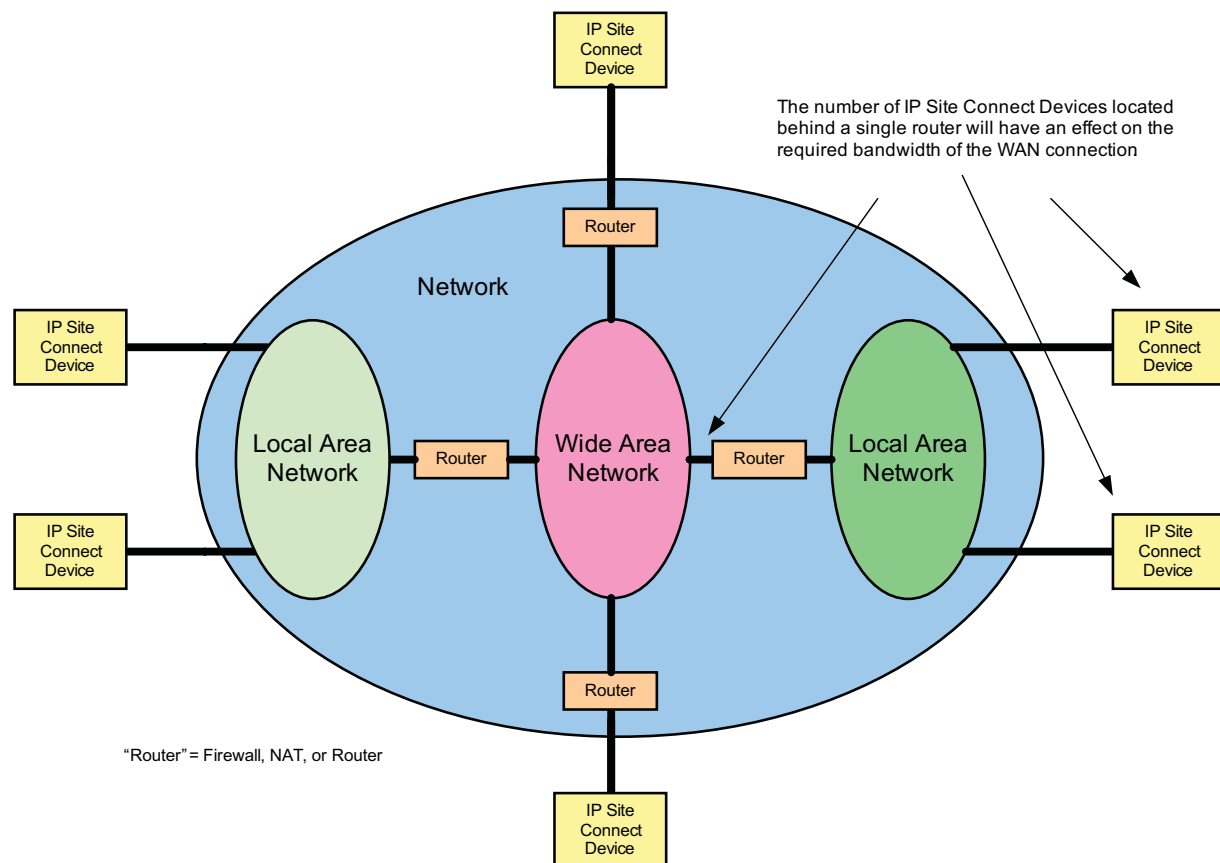 IP Site
Connect
Device
The number of IP Site Connect Devices located
behind a single router will have an effect on the
required bandwidth of the WAN connection
Router
Network
IP Site
Connect
Device
IP Site
Connect
Device
Local Area
Network
Router
Wide Area
Network
Router
Local Area
Network
IP Site
Connect
Device
IP Site
Connect
Device
Router
“Router” = Firewall, NAT, or Router
IP Site
Connect
Device